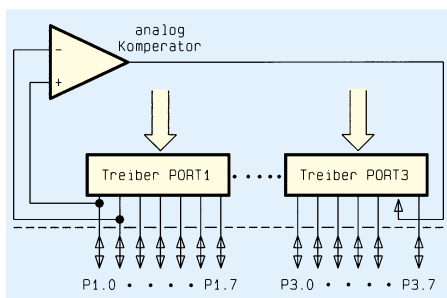 analog
Komperator
−
+
Treiber PORT1
Treiber PORT3
P1.0 · · · · P1.7
P3.0 · · · · P3.7